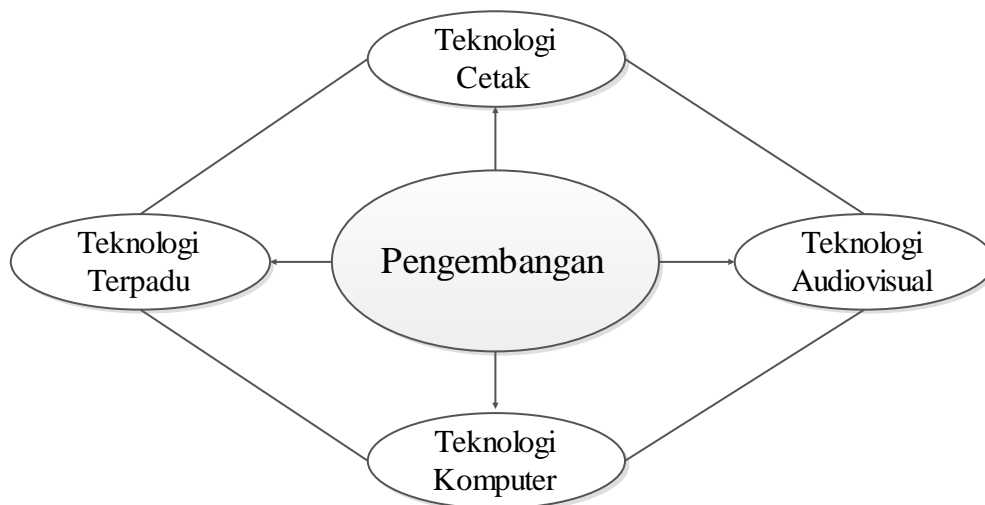 Teknologi
Cetak
Teknologi
Terpadu
Pengembangan
Teknologi
Audiovisual
Teknologi
Komputer